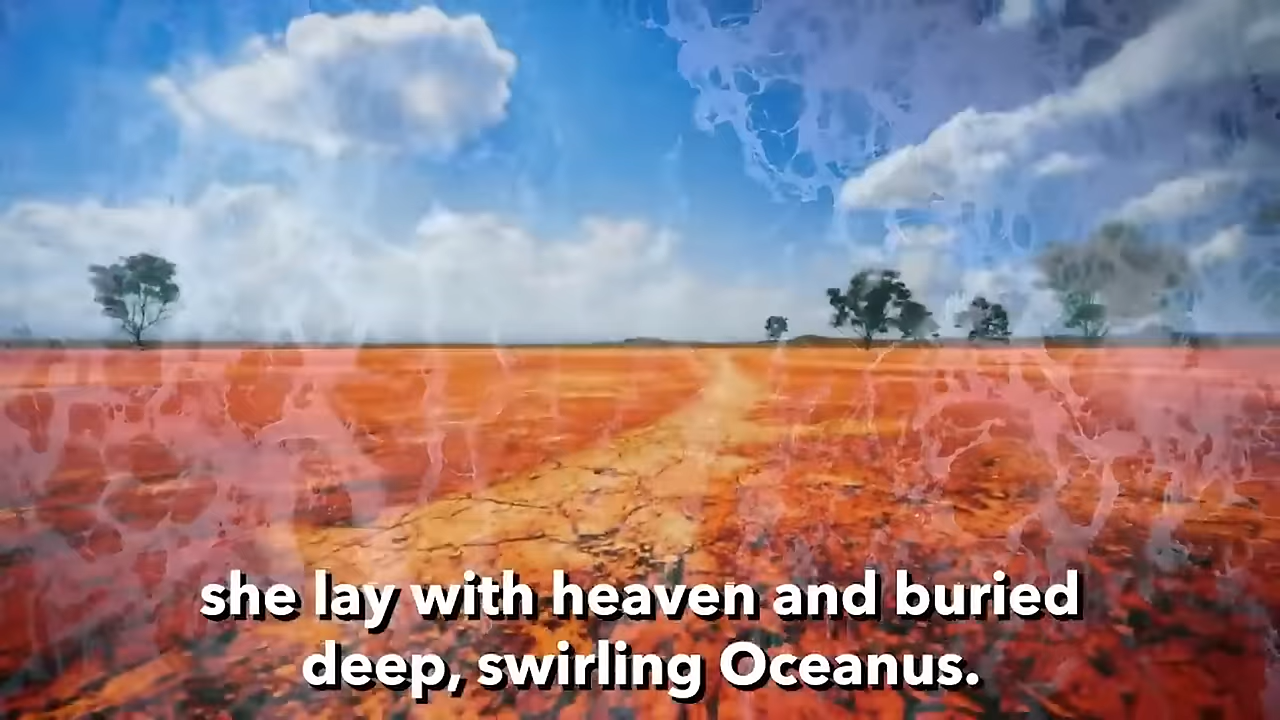 she lay with heaven and buried
deep, swirling Oceanus.